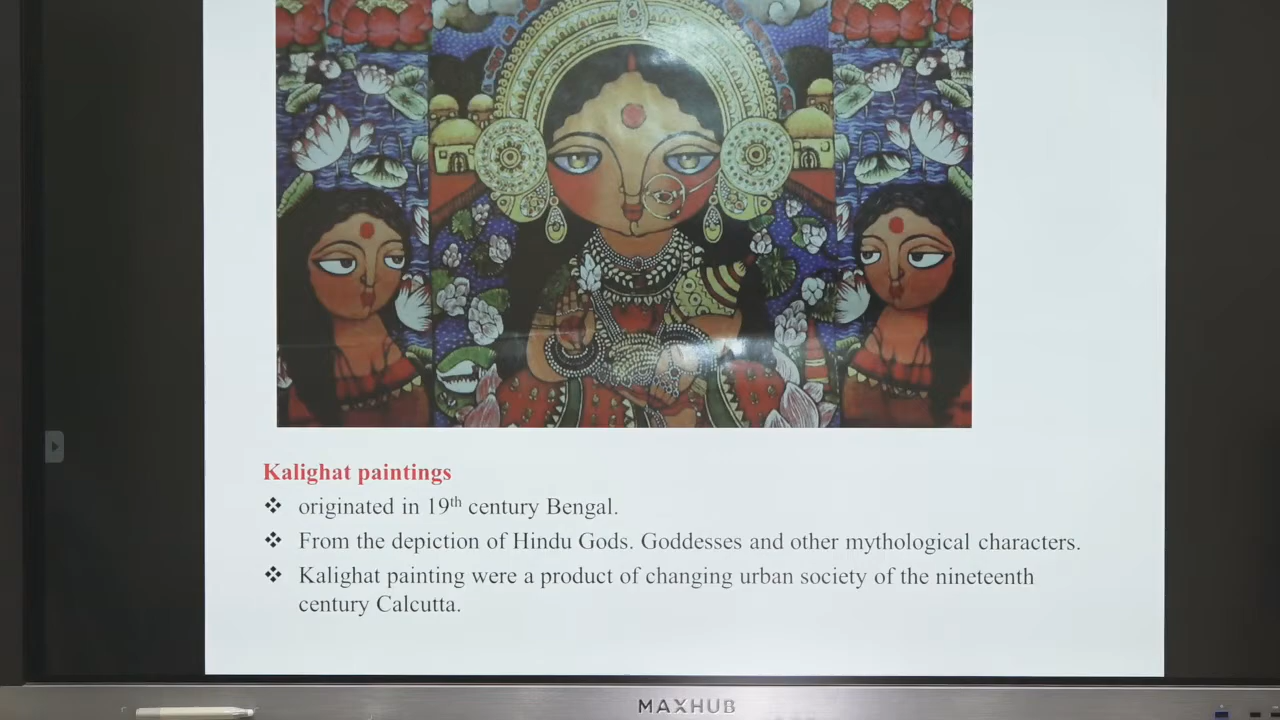 Kalighat paintings
❖ originated in 19th century Bengal.
❖ From the depiction of Hindu Gods. Goddesses and other mythological characters.
❖ Kalighat painting were a product of changing urban society of the nineteenth
century Calcutta.
MAXHUB